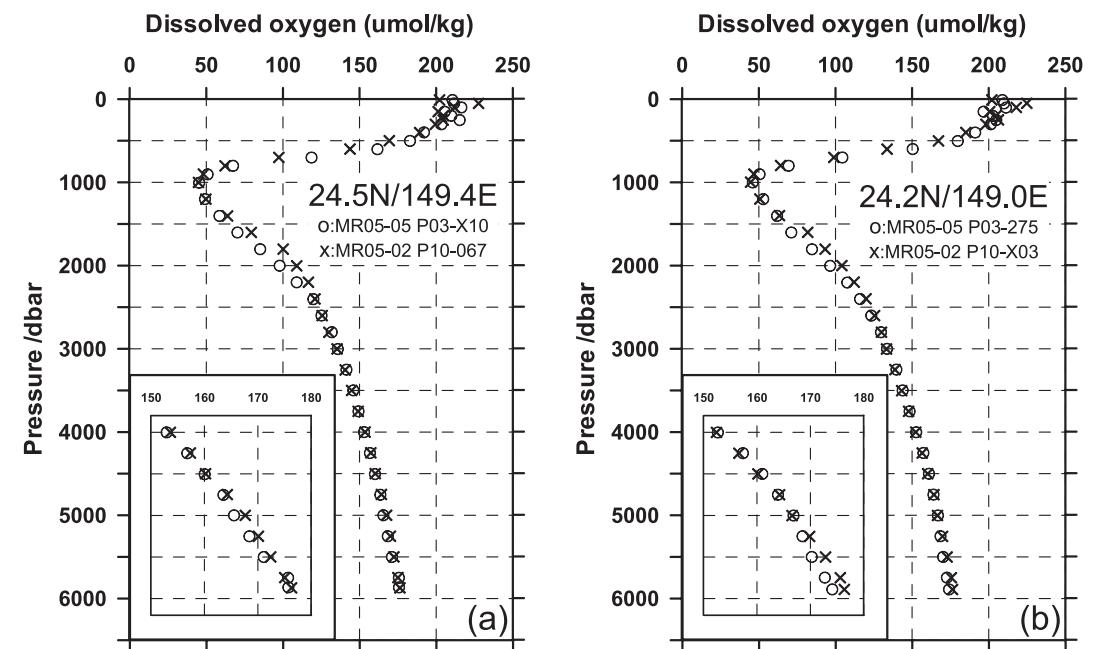 Dissolved oxygen (umol/kg)
0 50 100 150 200 250
0
1000
2000
3000
4000
5000
6000
Pressure /dbar
24.5N/149.4E
o:MR05-05 P03-X10
x:MR05-02 P10-067
150 160 170 180
(a)
Dissolved oxygen (umol/kg)
0 50 100 150 200 250
0
1000
2000
3000
4000
5000
6000
Pressure /dbar
24.2N/149.0E
o:MR05-05 P03-275
x:MR05-02 P10-X03
150 160 170 180
(b)